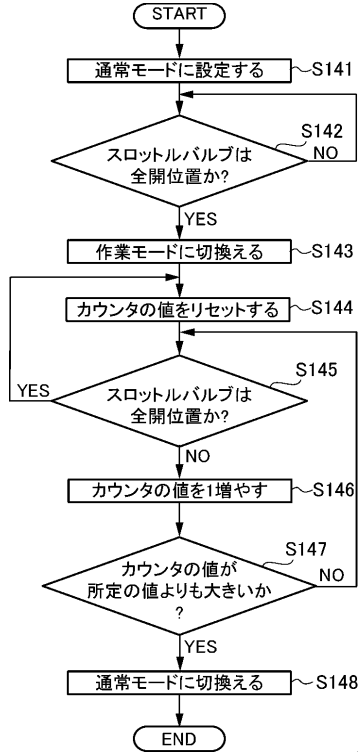 START
通常モードに設定する
S141
スロットルバルブは
全開位置か?
S142
NO
YES
作業モードに切換える
S143
カウンタの値をリセットする
S144
スロットルバルブは
全開位置か?
S145
YES
NO
カウンタの値を1増やす
S146
カウンタの値が
所定の値よりも大きいか
?
S147
NO
YES
通常モードに切換える
S148
END